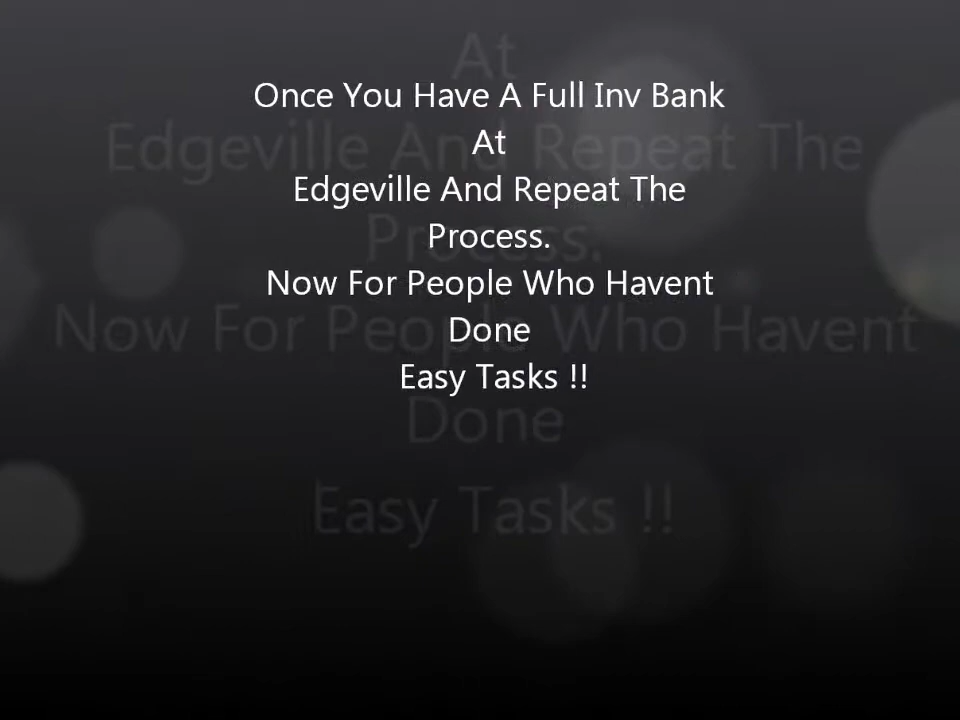 Once You Have A Full Inv Bank
At
Edgeville And Repeat The
Process.
Now For People Who Havent
Done
Easy Tasks !!